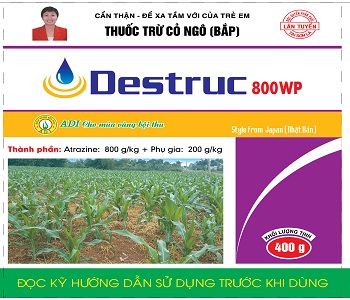 CẨN THẬN - ĐỂ XA TẦM VỚI CỦA TRẺ EM
THUỐC TRỪ CỎ NGÔ (BẮP)
LÂN TUYẾN
Destruc 800WP
ADI Cho mùa vàng bội thu
Style from Japan (Nhật Bản)
Thành phần: Atrazine: 800 g/kg + Phụ gia: 200 g/kg
KHỐI LƯỢNG TỊNH
400 g
ĐỌC KỸ HƯỚNG DẪN SỬ DỤNG TRƯỚC KHI DÙNG